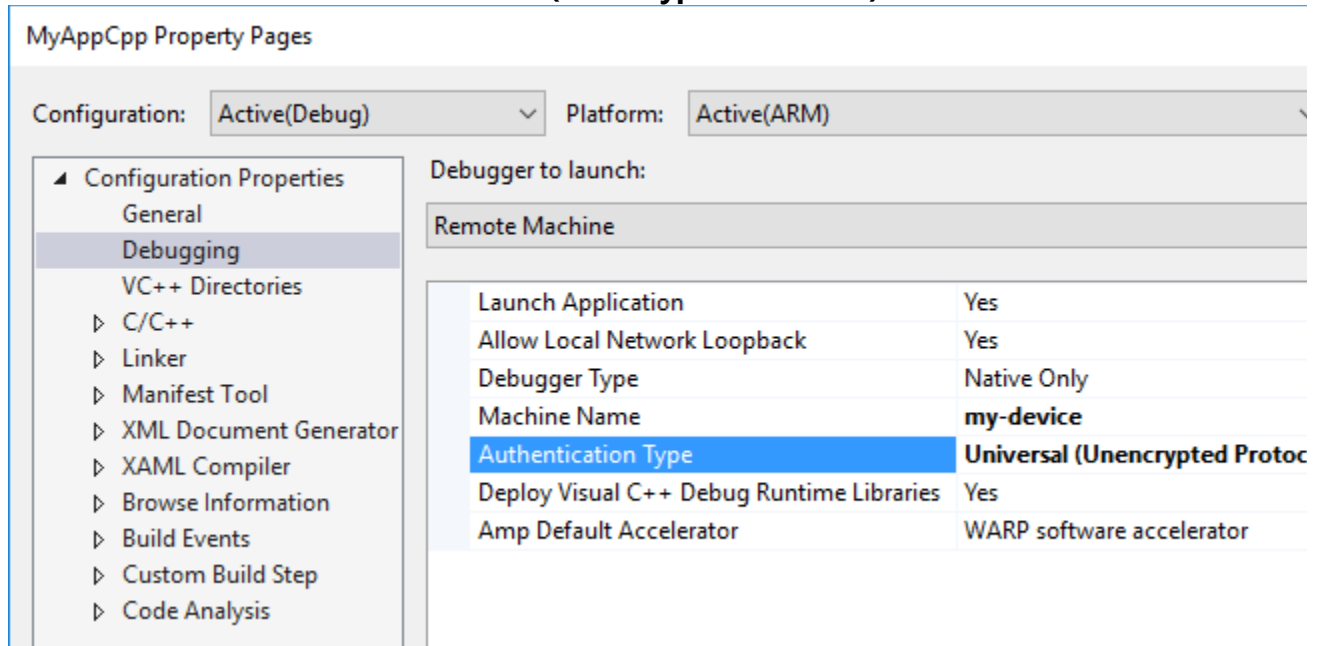 MyAppCpp Property Pages
Configuration: Active(Debug) Platform: Active(ARM)
Configuration Properties
General
Debugging
VC++ Directories
C/C++
Linker
Manifest Tool
XML Document Generator
XAML Compiler
Browse Information
Build Events
Custom Build Step
Code Analysis
Debugger to launch:
Remote Machine
Launch Application Yes
Allow Local Network Loopback Yes
Debugger Type Native Only
Machine Name my-device
Authentication Type Universal (Unencrypted Protoc
Deploy Visual C++ Debug Runtime Libraries Yes
Amp Default Accelerator WARP software accelerator